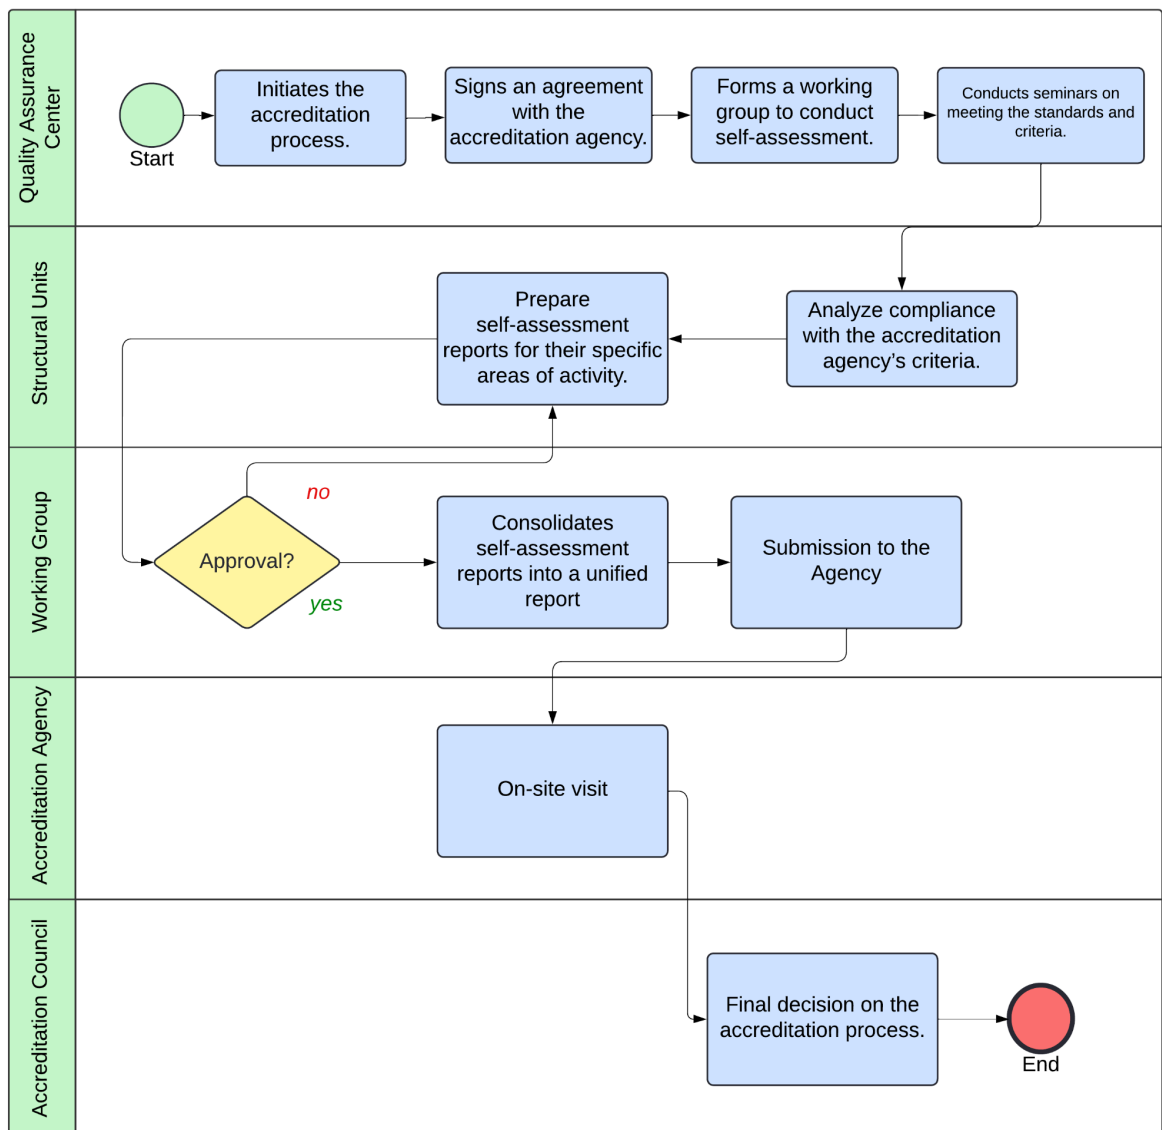 Quality Assurance
Center
Start
Initiates the
accreditation
process.
Signs an agreement
with the
accreditation agency.
Forms a working
group to conduct
self-assessment.
Conducts seminars on
meeting the standards and
criteria.
Structural Units
Prepare
self-assessment
reports for their specific
areas of activity.
Analyze compliance
with the accreditation
agency’s criteria.
Working Group
Approval?
no
yes
Consolidates
self-assessment
reports into a unified
report
Submission to the
Agency
Accreditation Agency
On-site visit
Accreditation Council
Final decision on the
accreditation process.
End